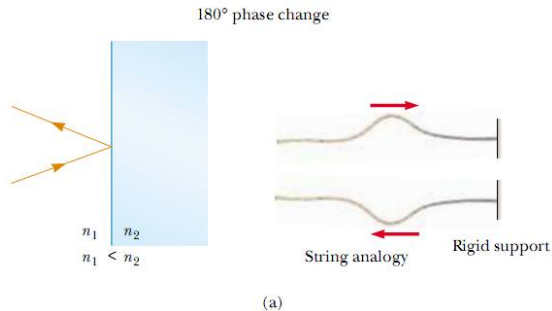 180° phase change
n₁ n₂
n₁ < n₂
String analogy
Rigid support
(a)